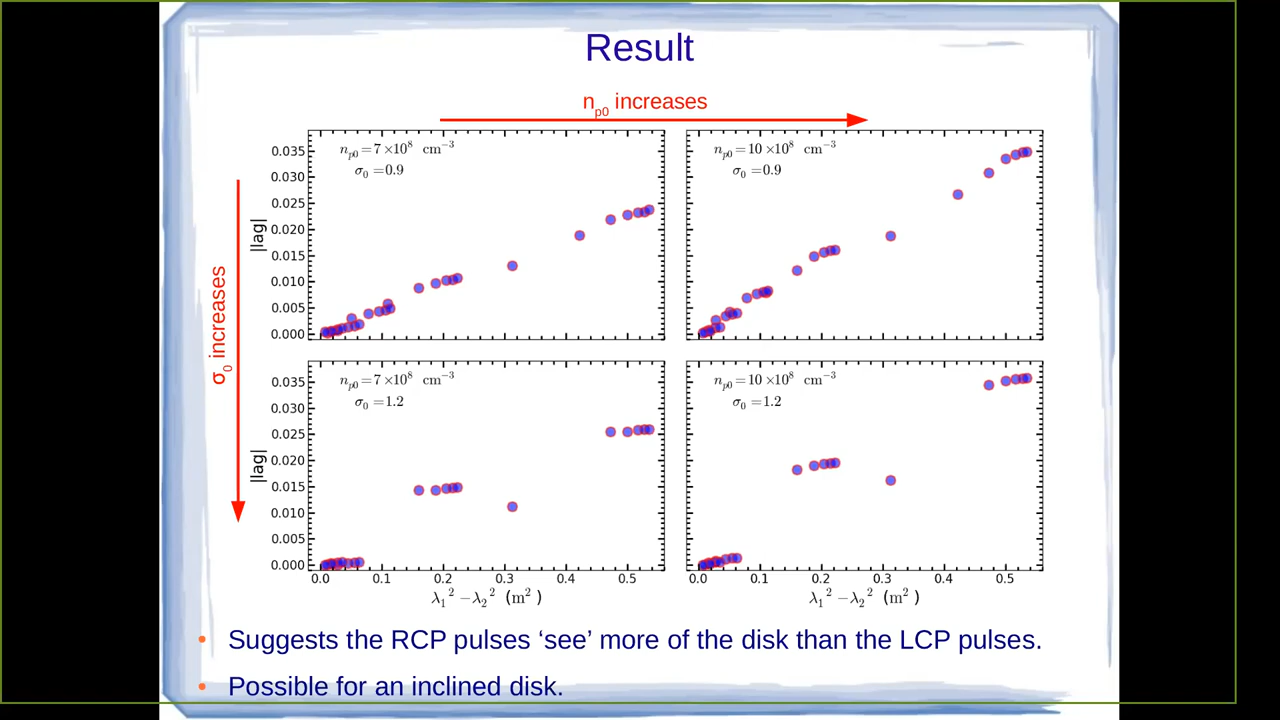 Result
n_p0 increases
σ_0 increases
n_p0 = 7×10^8 cm^−3
σ_0 = 0.9
|lag|
0.035
0.030
0.025
0.020
0.015
0.010
0.005
0.000
n_p0 = 10×10^8 cm^−3
σ_0 = 0.9
n_p0 = 7×10^8 cm^−3
σ_0 = 1.2
|lag|
0.035
0.030
0.025
0.020
0.015
0.010
0.005
0.000
0.0 0.1 0.2 0.3 0.4 0.5
λ_1^2 − λ_2^2 (m^2)
n_p0 = 10×10^8 cm^−3
σ_0 = 1.2
0.0 0.1 0.2 0.3 0.4 0.5
λ_1^2 − λ_2^2 (m^2)
• Suggests the RCP pulses ‘see’ more of the disk than the LCP pulses.
• Possible for an inclined disk.